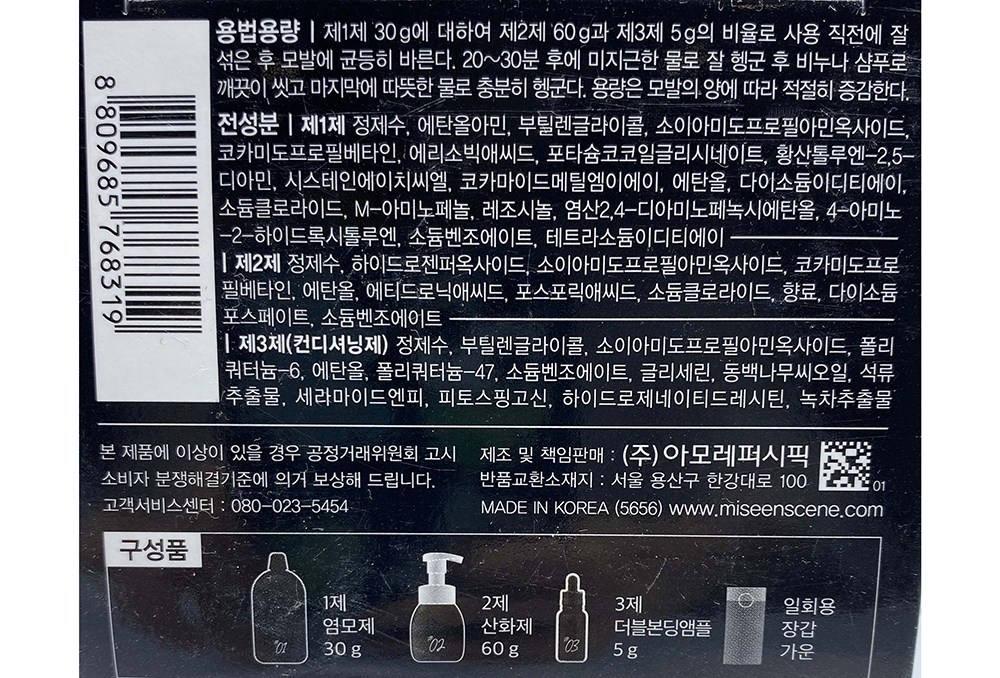 용법용량 | 제1제 30g에 대하여 제2제 60g과 제3제 5g의 비율로 사용 직전에 잘
섞은 후 모발에 균등히 바른다. 20~30분 후에 미지근한 물로 잘 헹군 후 비누나 샴푸로
깨끗이 씻고 마지막에 따뜻한 물로 충분히 헹군다. 용량은 모발의 양에 따라 적절히 증감한다.
전성분 | 제1제 정제수, 에탄올아민, 부틸렌글라이콜, 소이아미도프로필아민옥사이드,
코카미도프로필베타인, 에리소빅애씨드, 포타슘코코일글리시네이트, 황산톨루엔-2,5-
디아민, 시스테인에이치씨엘, 코카마이드메틸엠이에이, 에탄올, 다이소듐이디티에이,
소듐클로라이드, M-아미노페놀, 레조시놀, 염산2,4-디아미노페녹시에탄올, 4-아미노
-2-하이드록시톨루엔, 소듐벤조에이트, 테트라소듐이디티에이
| 제2제 정제수, 하이드로젠퍼옥사이드, 소이아미도프로필아민옥사이드, 코카미도프로
필베타인, 에탄올, 에티드로닉애씨드, 포스포릭애씨드, 소듐클로라이드, 향료, 다이소듐
포스페이트, 소듐벤조에이트
| 제3제(컨디셔닝제) 정제수, 부틸렌글라이콜, 소이아미도프로필아민옥사이드, 폴리
쿼터늄-6, 에탄올, 폴리쿼터늄-47, 소듐벤조에이트, 글리세린, 동백나무씨오일, 석류
추출물, 세라마이드엔피, 피토스핑고신, 하이드로제네이티드레시틴, 녹차추출물
8 809685 768319
본 제품에 이상이 있을 경우 공정거래위원회 고시
소비자 분쟁해결기준에 의거 보상해 드립니다.
고객서비스센터 : 080-023-5454
제조 및 책임판매 : (주)아모레퍼시픽
반품교환소재지 : 서울 용산구 한강대로 100
01
MADE IN KOREA (5656) www.miseenscene.com
구성품
01
1제
염모제
30 g
02
2제
산화제
60 g
03
3제
더블본딩앰플
5 g
일회용
장갑
가운